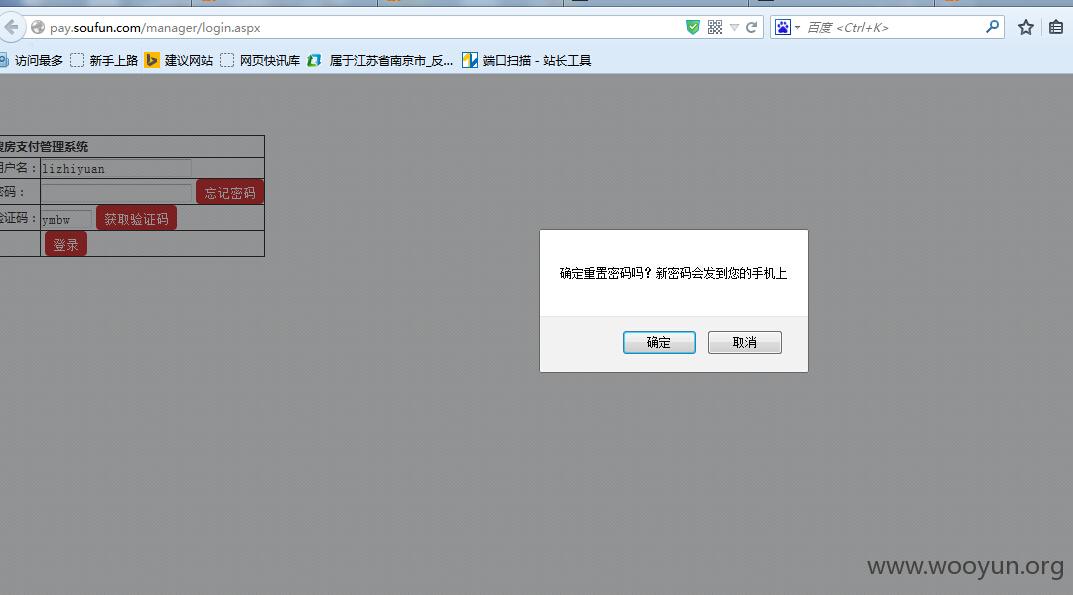 pay.soufun.com/manager/login.aspx
百度 <Ctrl+K>
访问最多 新手上路 建议网站 网页快讯库 属于江苏省南京市_反... 端口扫描 - 站长工具
搜房支付管理系统
用户名： lizhiyuan
密码： 忘记密码
验证码： ymbw 获取验证码
登录
确定重置密码吗？新密码会发到您的手机上
确定 取消
www.wooyun.org